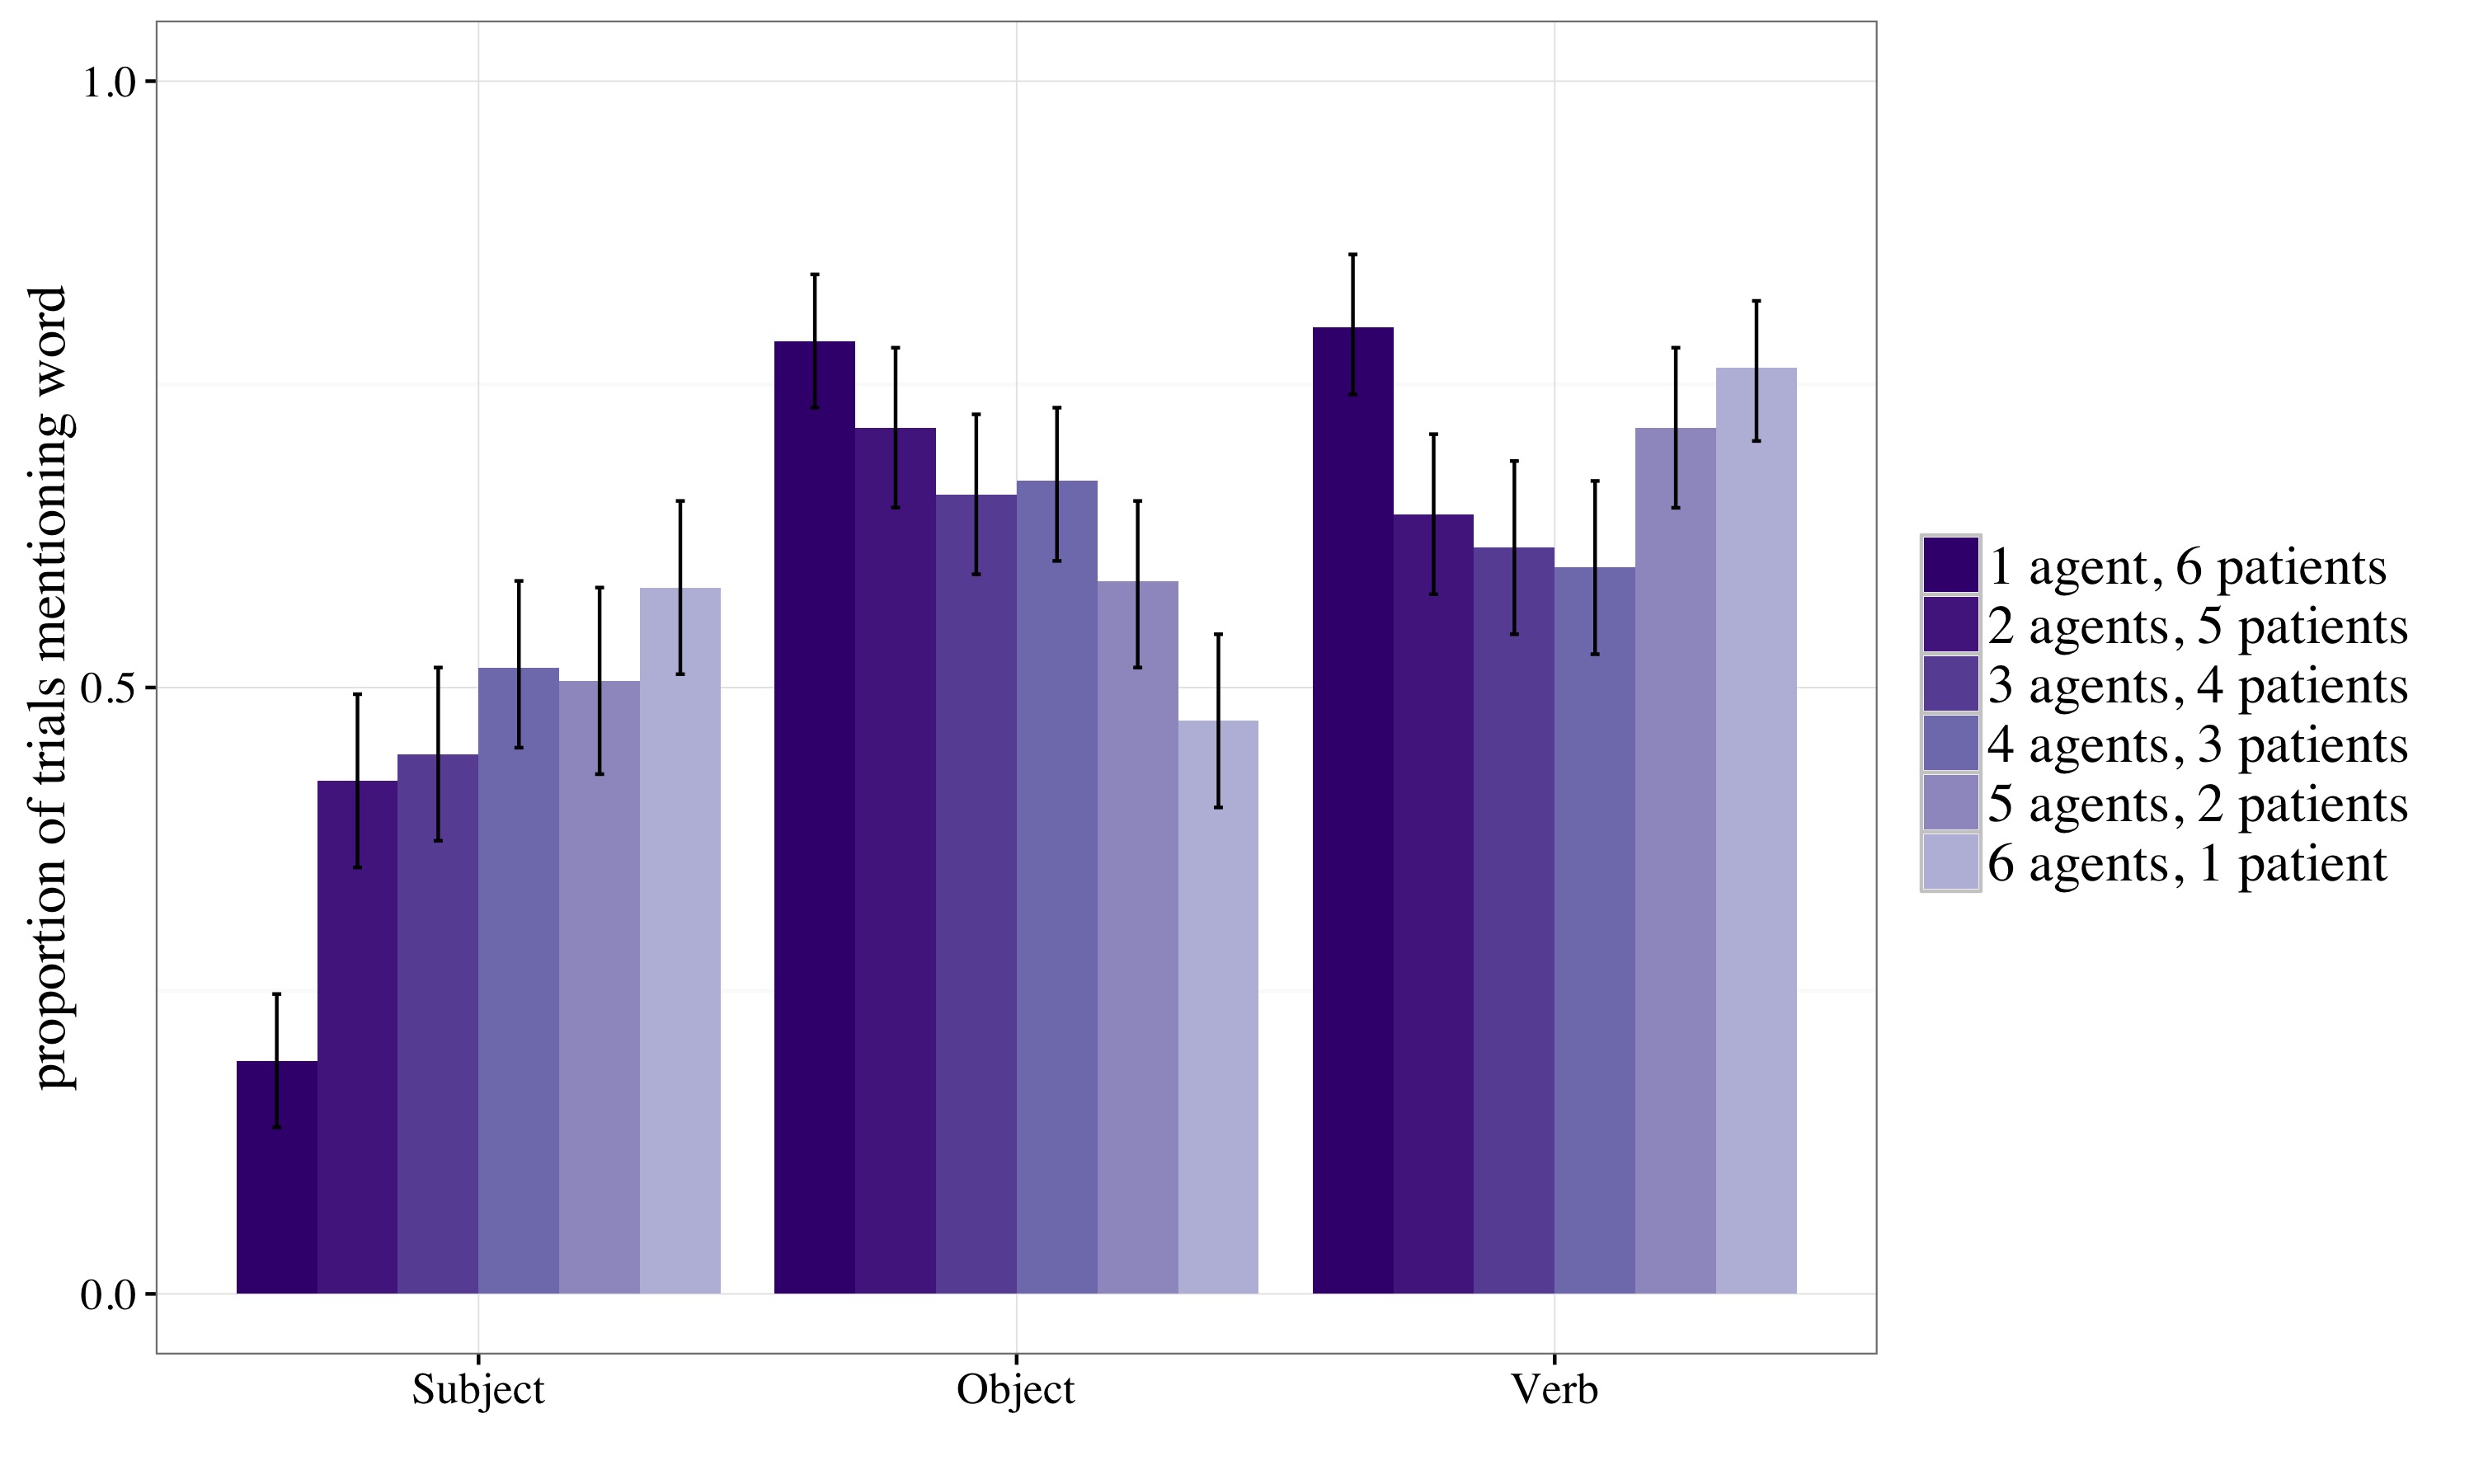 proportion of trials mentioning word
1.0
0.5
0.0
Subject
Object
Verb
1 agent, 6 patients
2 agents, 5 patients
3 agents, 4 patients
4 agents, 3 patients
5 agents, 2 patients
6 agents, 1 patient